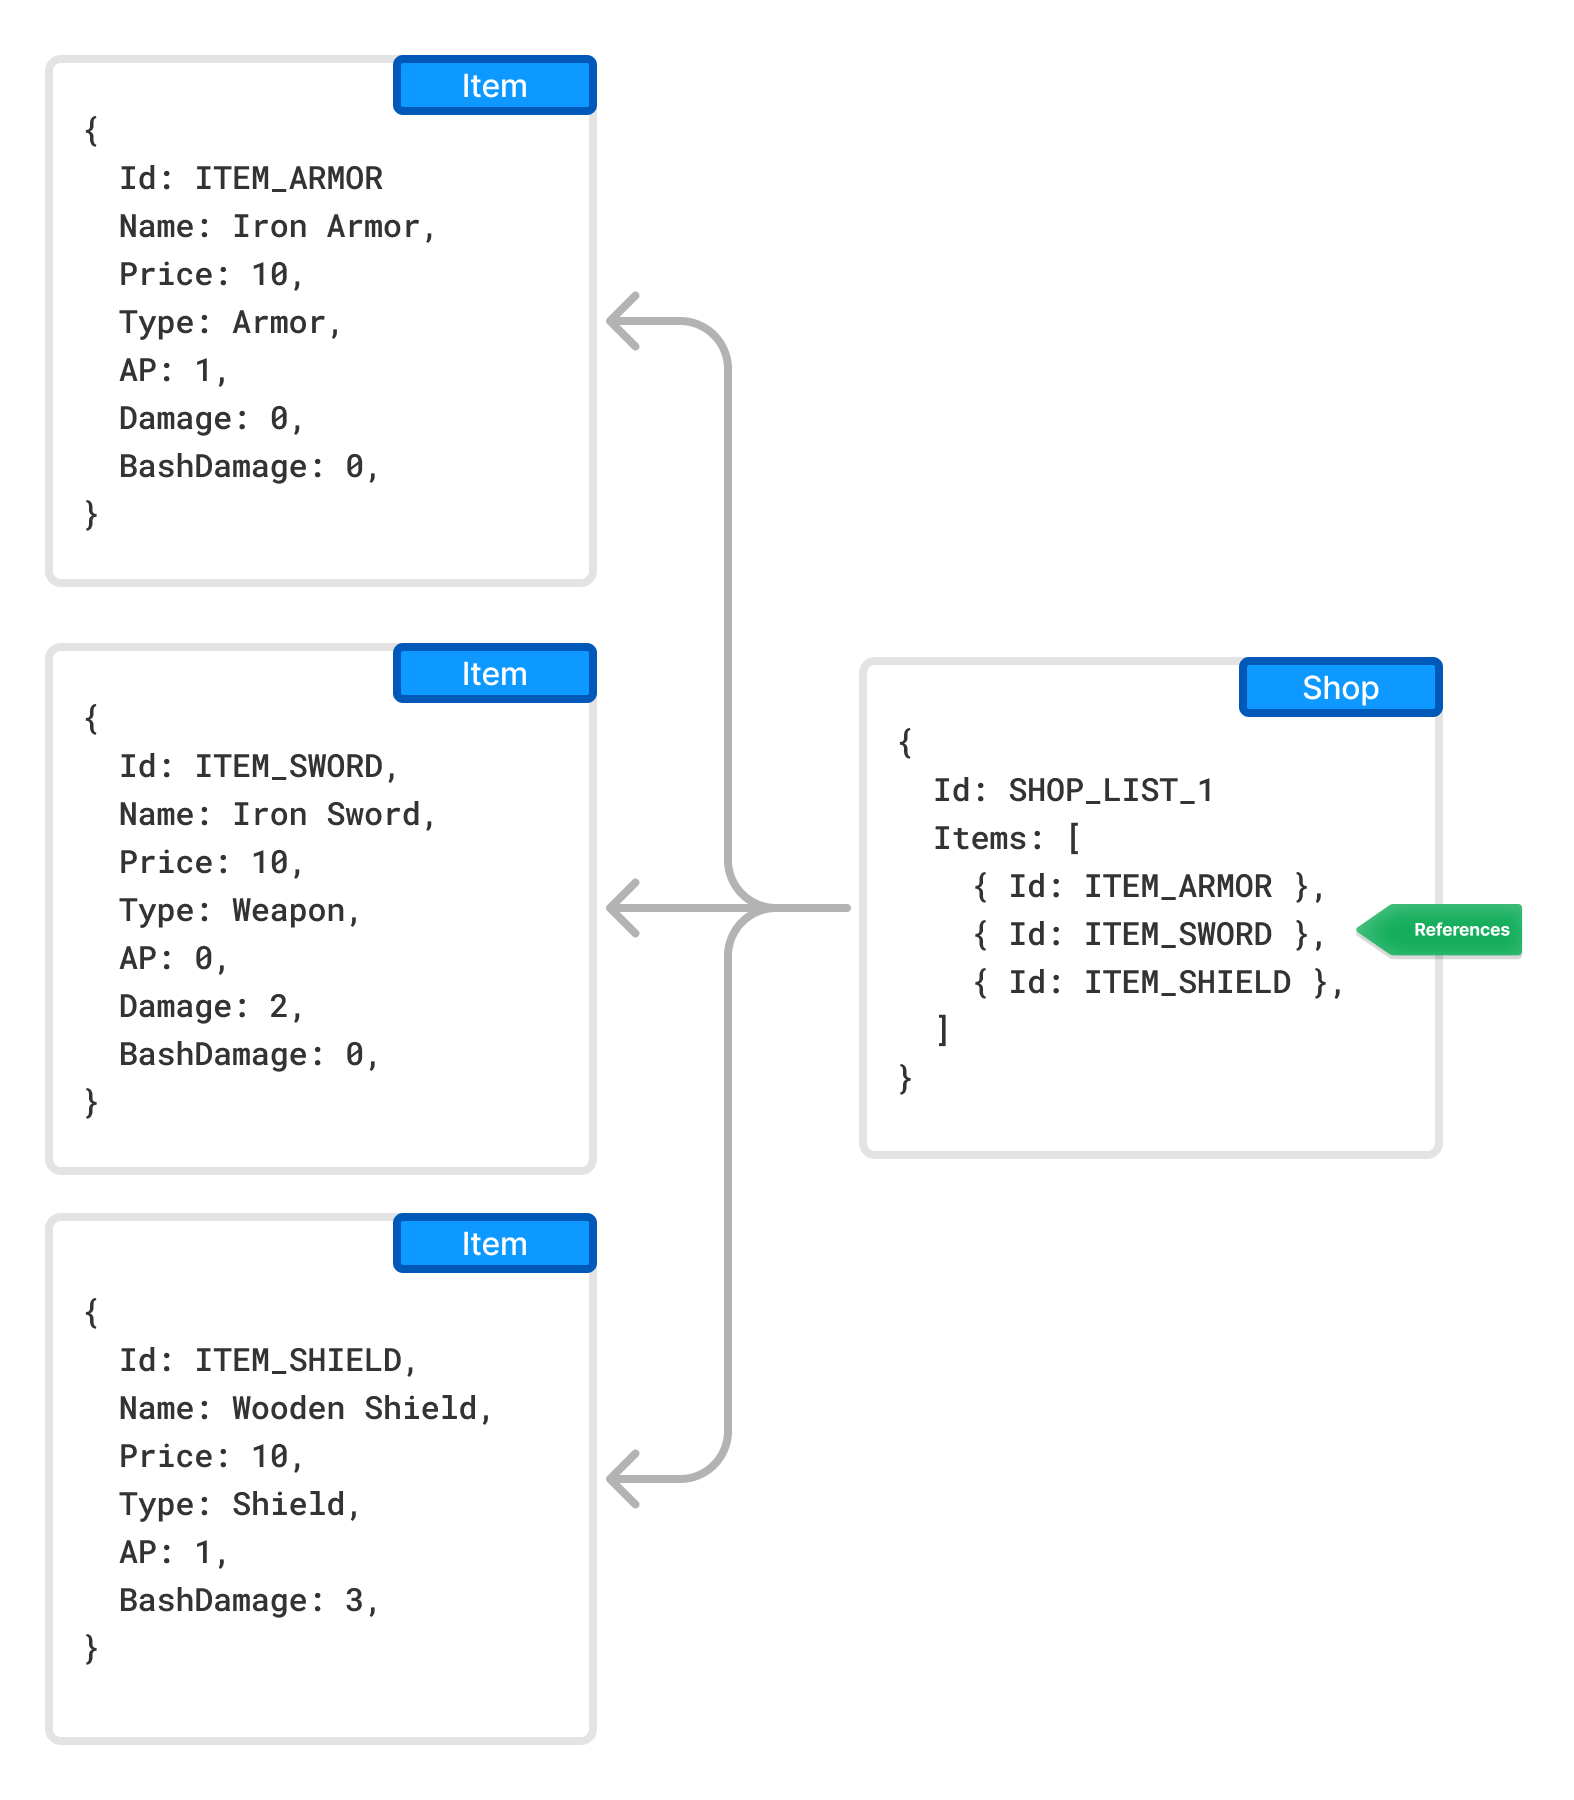 Item
{
Id: ITEM_ARMOR
Name: Iron Armor,
Price: 10,
Type: Armor,
AP: 1,
Damage: 0,
BashDamage: 0,
}
Item
{
Id: ITEM_SWORD,
Name: Iron Sword,
Price: 10,
Type: Weapon,
AP: 0,
Damage: 2,
BashDamage: 0,
}
Item
{
Id: ITEM_SHIELD,
Name: Wooden Shield,
Price: 10,
Type: Shield,
AP: 1,
BashDamage: 3,
}
Shop
{
Id: SHOP_LIST_1
Items: [
{ Id: ITEM_ARMOR },
{ Id: ITEM_SWORD },
{ Id: ITEM_SHIELD },
]
}
References